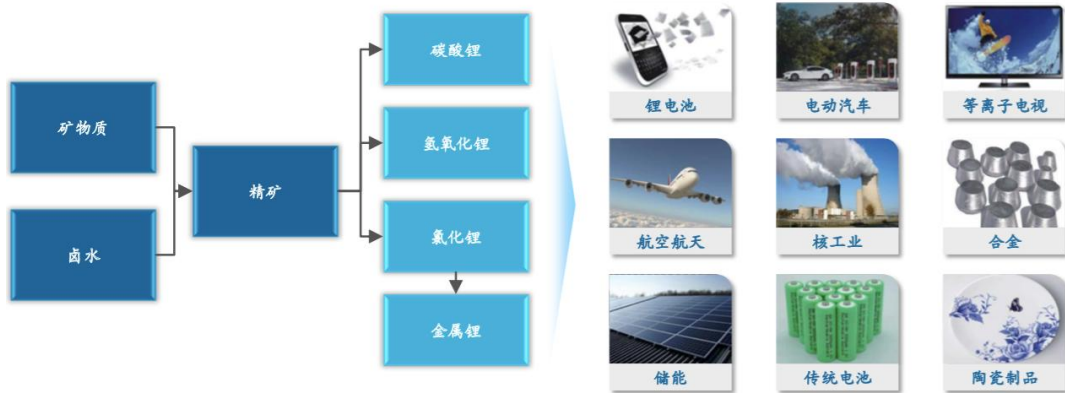 矿物质
卤水
精矿
碳酸锂
氢氧化锂
氯化锂
金属锂
锂电池
电动汽车
等离子电视
航空航天
核工业
合金
储能
传统电池
陶瓷制品